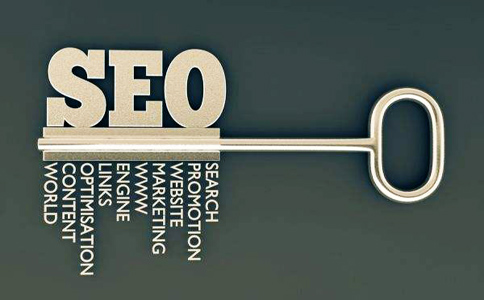 SEO
SEARCH
PROMOTION
WEBSITE
MARKETING
WWW
ENGINE
LINKS
OPTIMISATION
CONTENT
WORLD